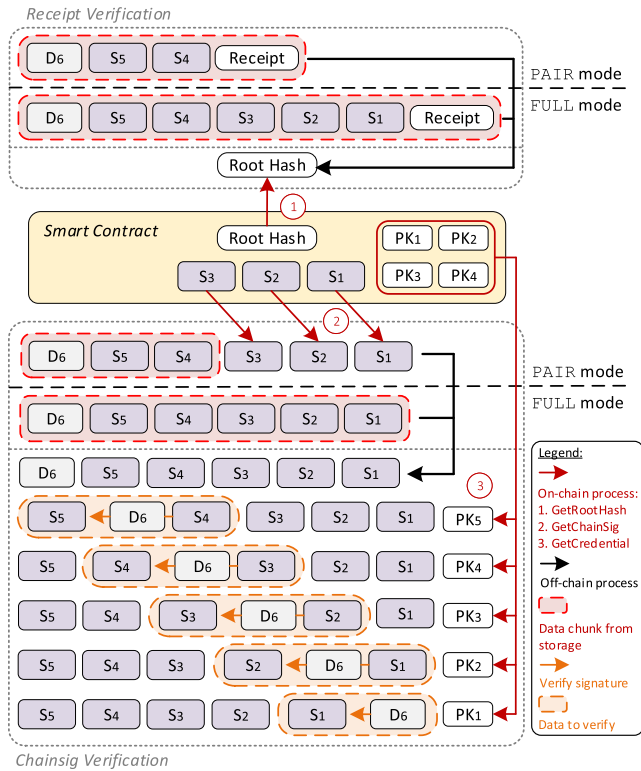 Receipt Verification
D6 S5 S4 Receipt
PAIR mode
FULL mode
D6 S5 S4 S3 S2 S1 Receipt
Root Hash
1
Smart Contract
Root Hash
PK1 PK2
S3 S2 S1
PK3 PK4
2
D6 S5 S4 S3 S2 S1
PAIR mode
FULL mode
D6 S5 S4 S3 S2 S1
D6 S5 S4 S3 S2 S1
3
S5 D6 S4 S3 S2 S1 PK5
S5 S4 D6 S3 S2 S1 PK4
S5 S4 S3 D6 S2 S1 PK3
S5 S4 S3 S2 D6 S1 PK2
S5 S4 S3 S2 S1 D6 PK1
Legend:
On-chain process:
1. GetRootHash
2. GetChainSig
3. GetCredential
Off-chain process
Data chunk from
storage
Verify signature
Data to verify
Chainsig Verification